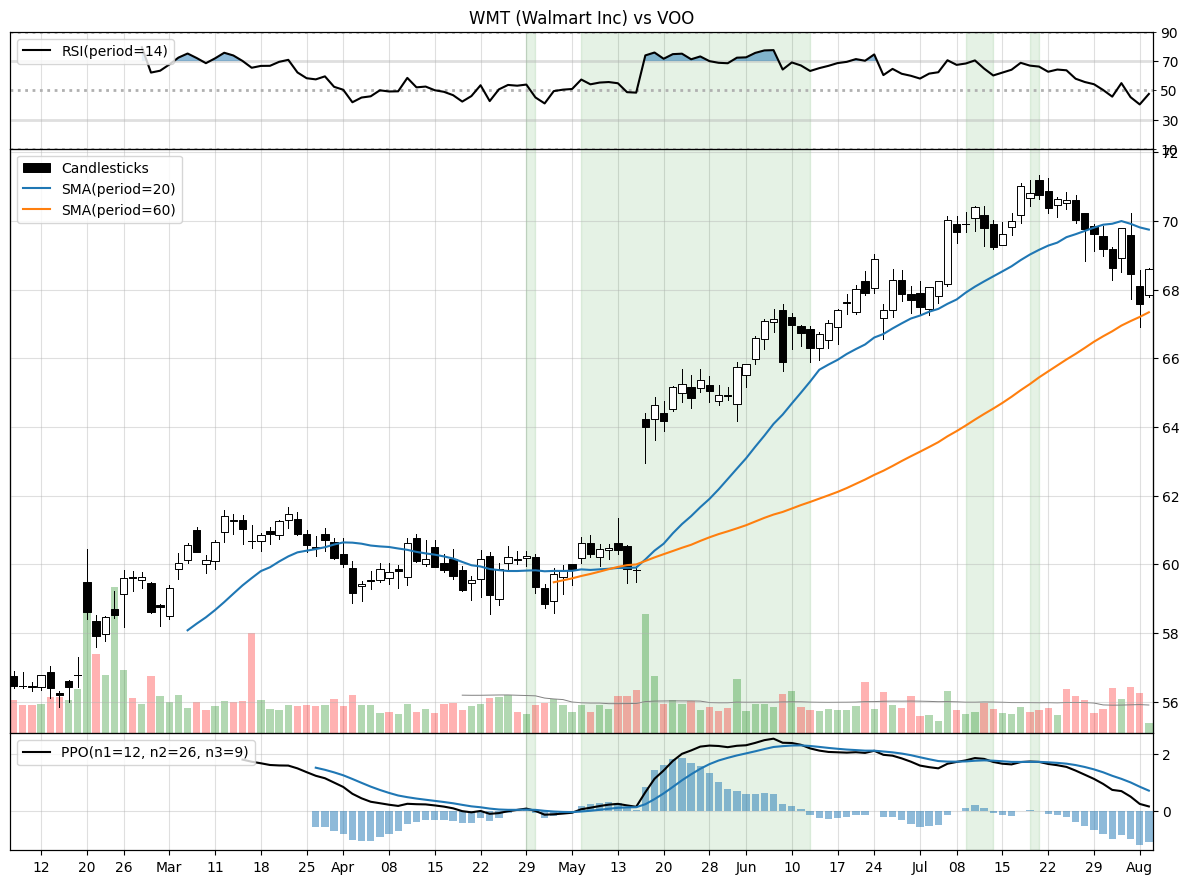 WMT (Walmart Inc) vs VOO
RSI(period=14)
90
70
50
30
10
Candlesticks
SMA(period=20)
SMA(period=60)
72
70
68
66
64
62
60
58
56
PPO(n1=12, n2=26, n3=9)
2
0
12 20 26 Mar 11 18 25 Apr 08 15 22 29 May 13 20 28 Jun 10 17 24 Jul 08 15 22 29 Aug